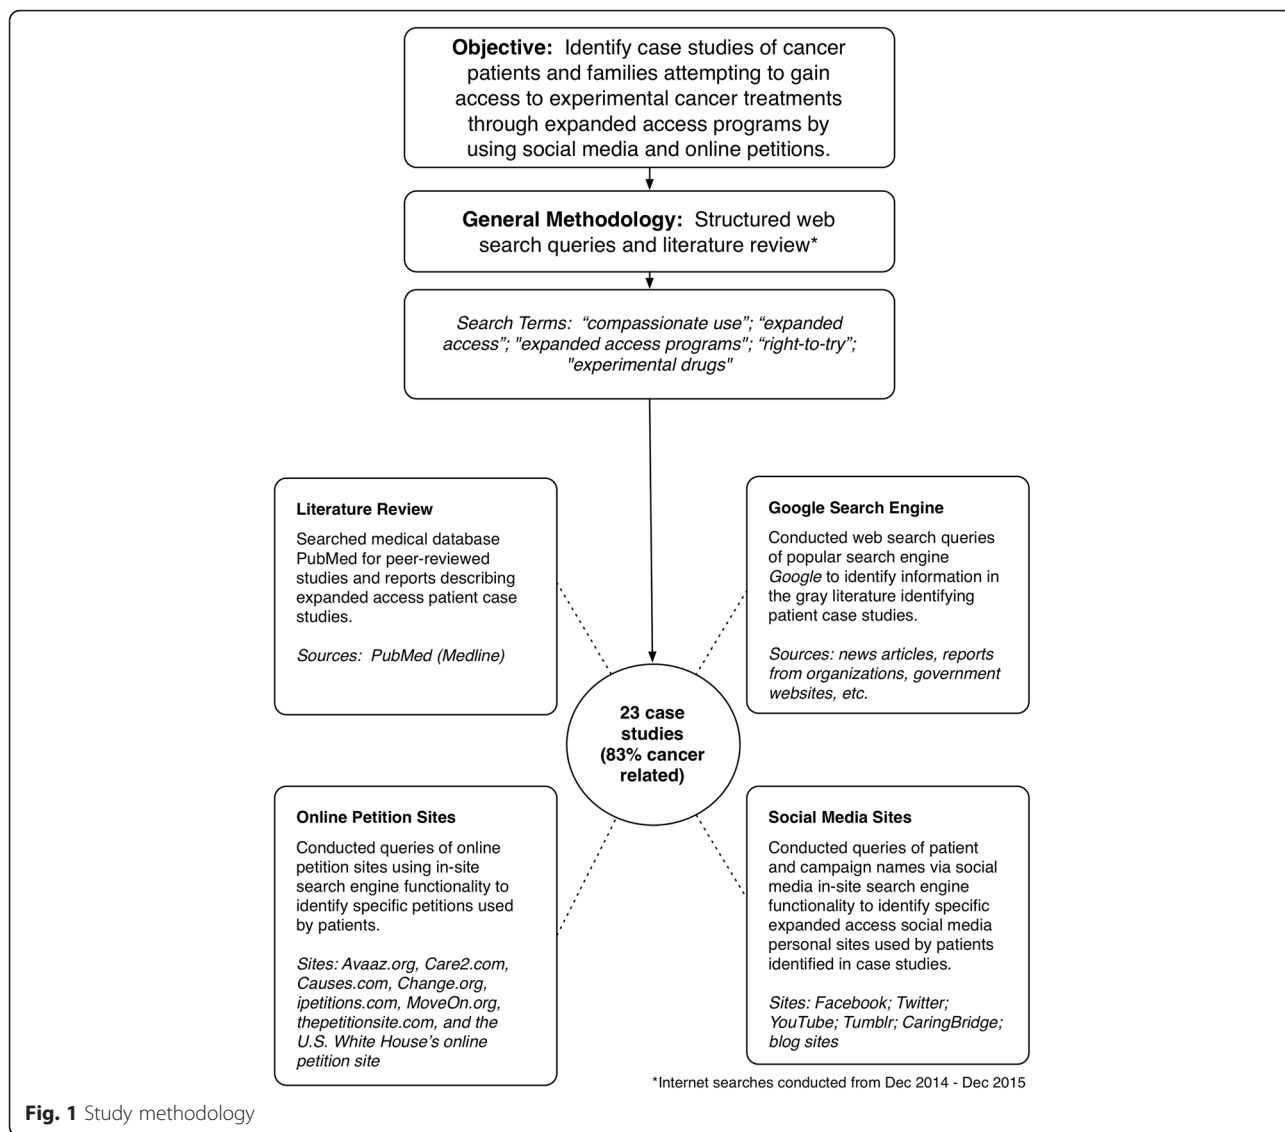 Objective: Identify case studies of cancer
patients and families attempting to gain
access to experimental cancer treatments
through expanded access programs by
using social media and online petitions.
General Methodology: Structured web
search queries and literature review*
Search Terms: “compassionate use”; “expanded
access”; "expanded access programs"; “right-to-try”;
"experimental drugs"
Literature Review
Searched medical database
PubMed for peer-reviewed
studies and reports describing
expanded access patient case
studies.
Sources: PubMed (Medline)
Google Search Engine
Conducted web search queries
of popular search engine
Google to identify information in
the gray literature identifying
patient case studies.
Sources: news articles, reports
from organizations, government
websites, etc.
23 case
studies
(83% cancer
related)
Online Petition Sites
Conducted queries of online
petition sites using in-site
search engine functionality to
identify specific petitions used
by patients.
Sites: Avaaz.org, Care2.com,
Causes.com, Change.org,
ipetitions.com, MoveOn.org,
thepetitionsite.com, and the
U.S. White House’s online
petition site
Social Media Sites
Conducted queries of patient
and campaign names via social
media in-site search engine
functionality to identify specific
expanded access social media
personal sites used by patients
identified in case studies.
Sites: Facebook; Twitter;
YouTube; Tumblr; CaringBridge;
blog sites
*Internet searches conducted from Dec 2014 - Dec 2015
Fig. 1 Study methodology